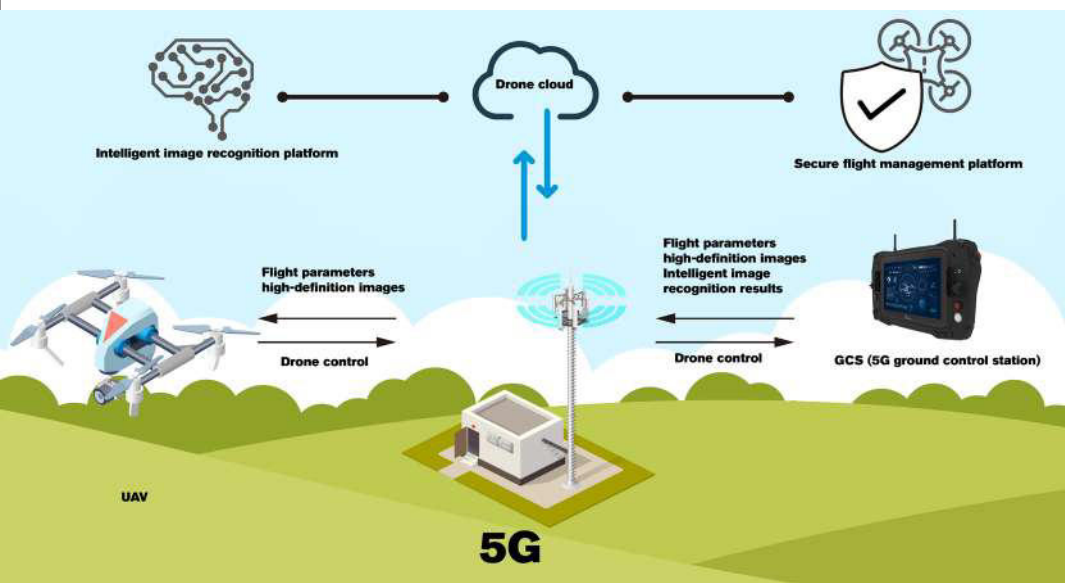 Drone cloud
Intelligent image recognition platform
Secure flight management platform
Flight parameters
high-definition images
Drone control
Flight parameters
high-definition images
Intelligent image
recognition results
Drone control
GCS (5G ground control station)
UAV
5G